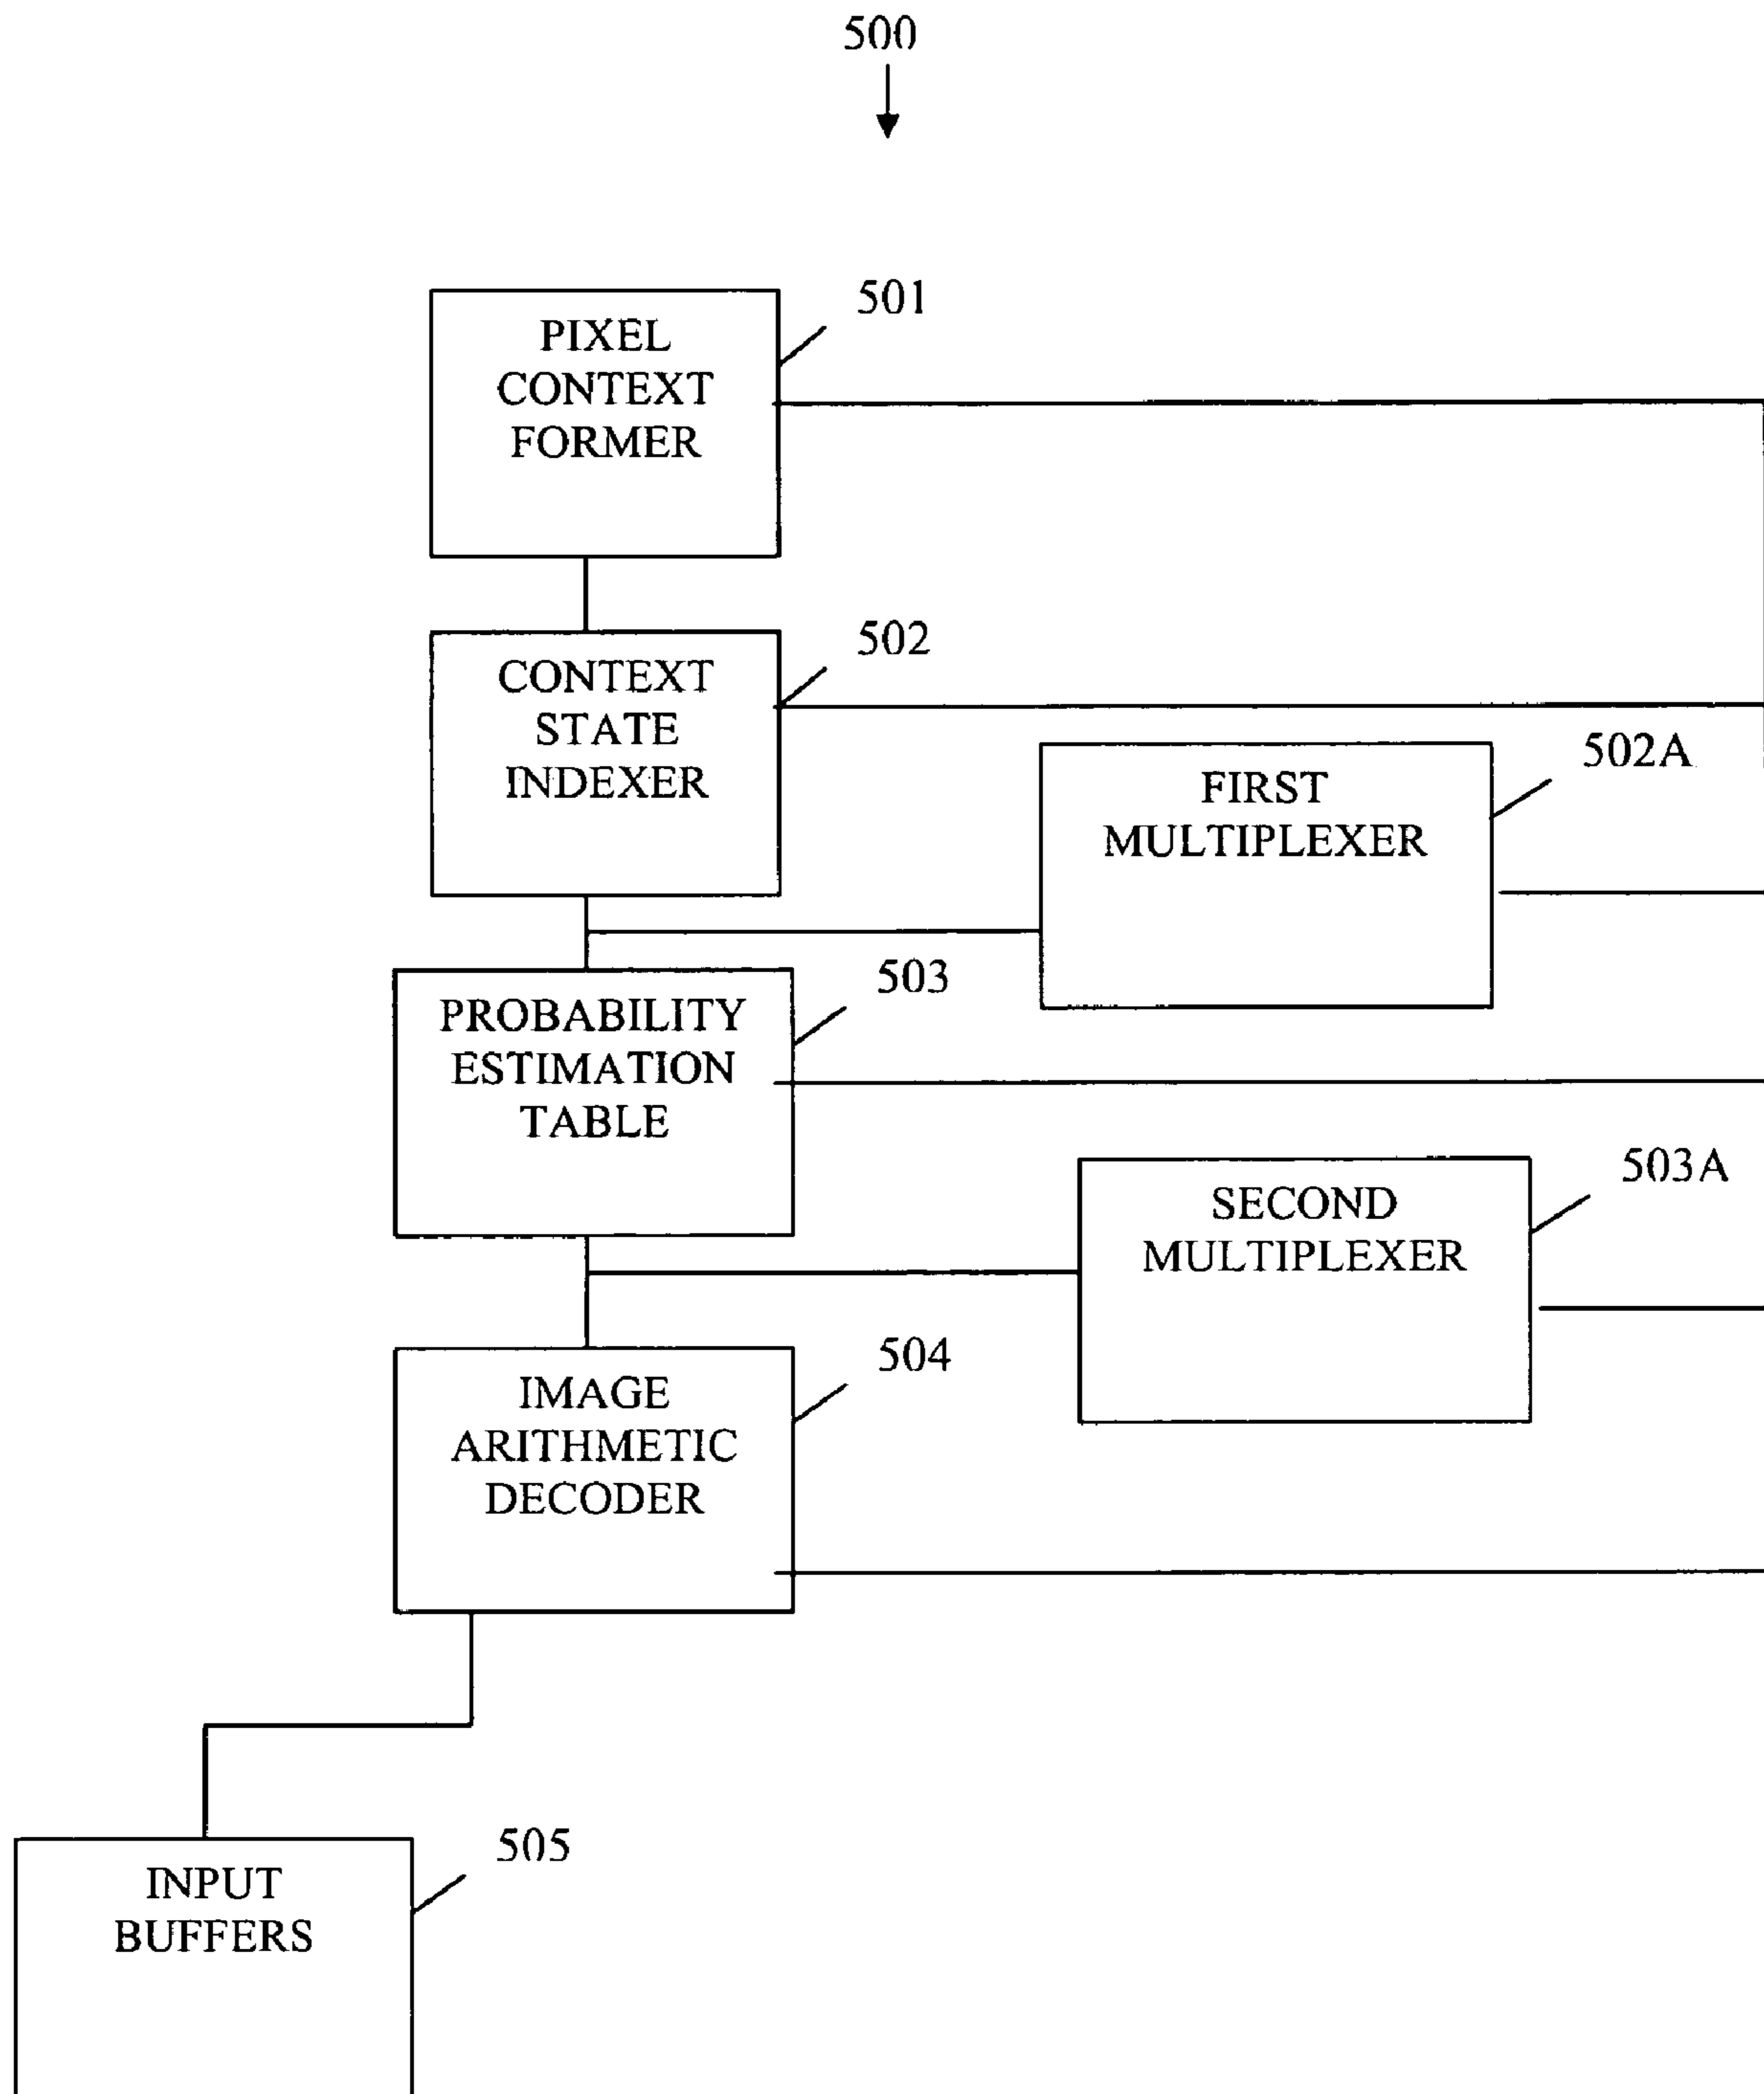 500
501
PIXEL
CONTEXT
FORMER
502
CONTEXT
STATE
INDEXER
502A
FIRST
MULTIPLEXER
503
PROBABILITY
ESTIMATION
TABLE
503A
SECOND
MULTIPLEXER
504
IMAGE
ARITHMETIC
DECODER
505
INPUT
BUFFERS